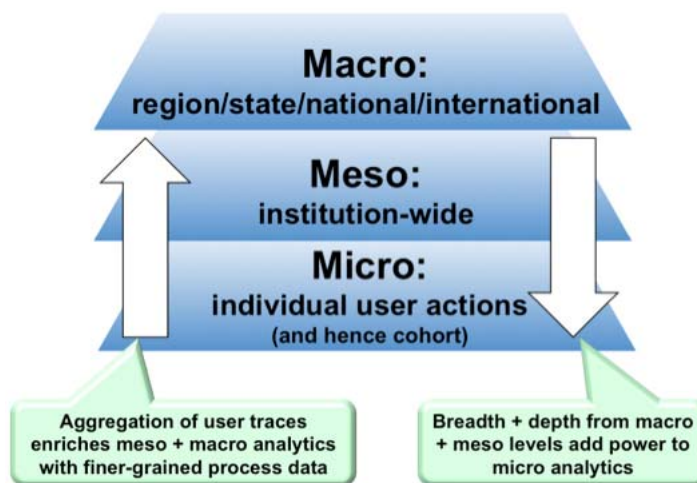 Macro:
region/state/national/international
Meso:
institution-wide
Micro:
individual user actions
(and hence cohort)
Aggregation of user traces
enriches meso + macro analytics
with finer-grained process data
Breadth + depth from macro
+ meso levels add power to
micro analytics